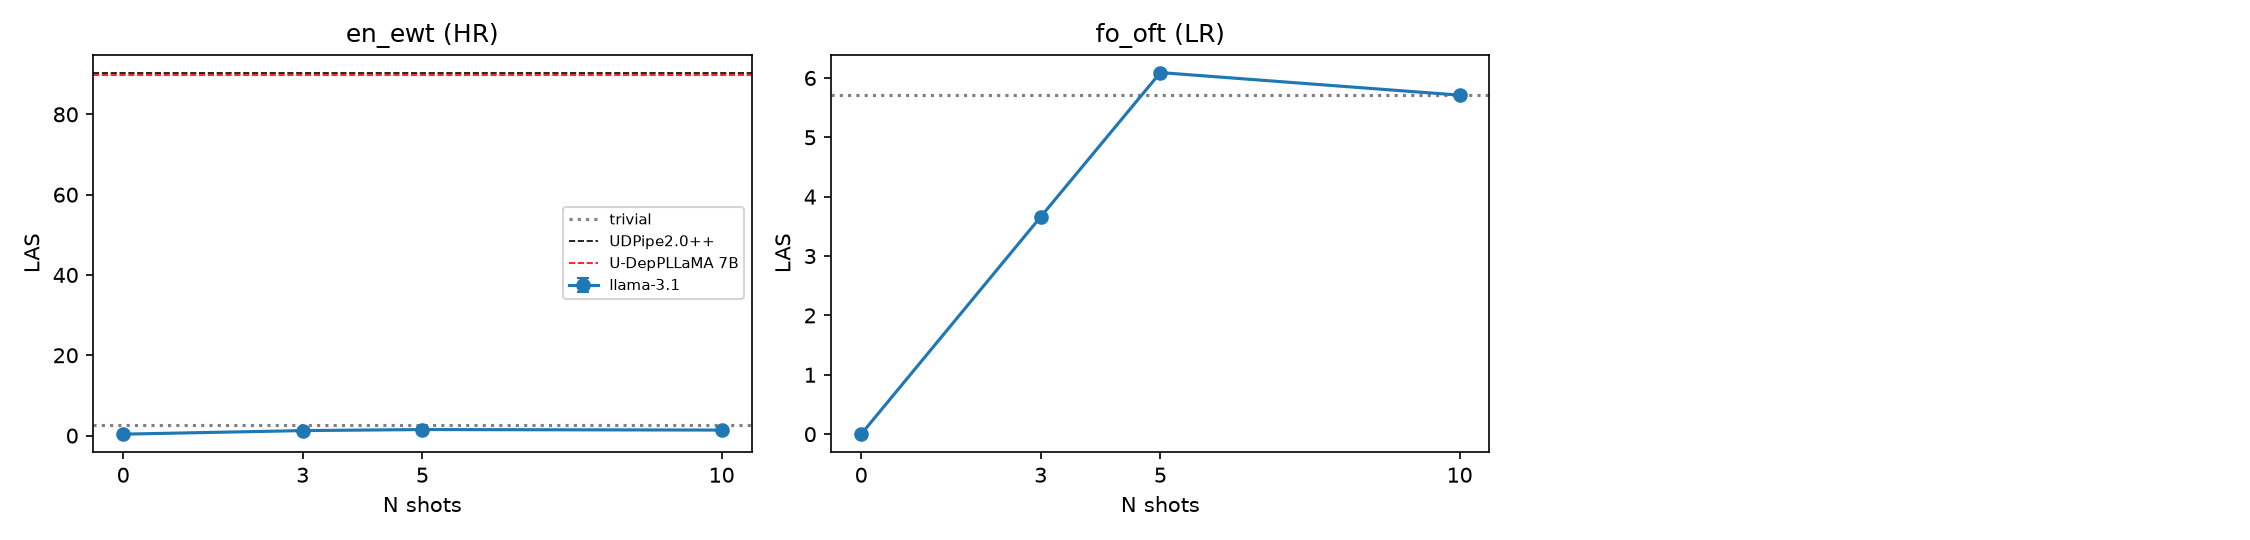 en_ewt (HR)
LAS
80
60
40
20
0
0 3 5 10
N shots
trivial
UDPipe2.0++
U-DepPLLaMA 7B
llama-3.1
fo_oft (LR)
LAS
6
5
4
3
2
1
0
0 3 5 10
N shots